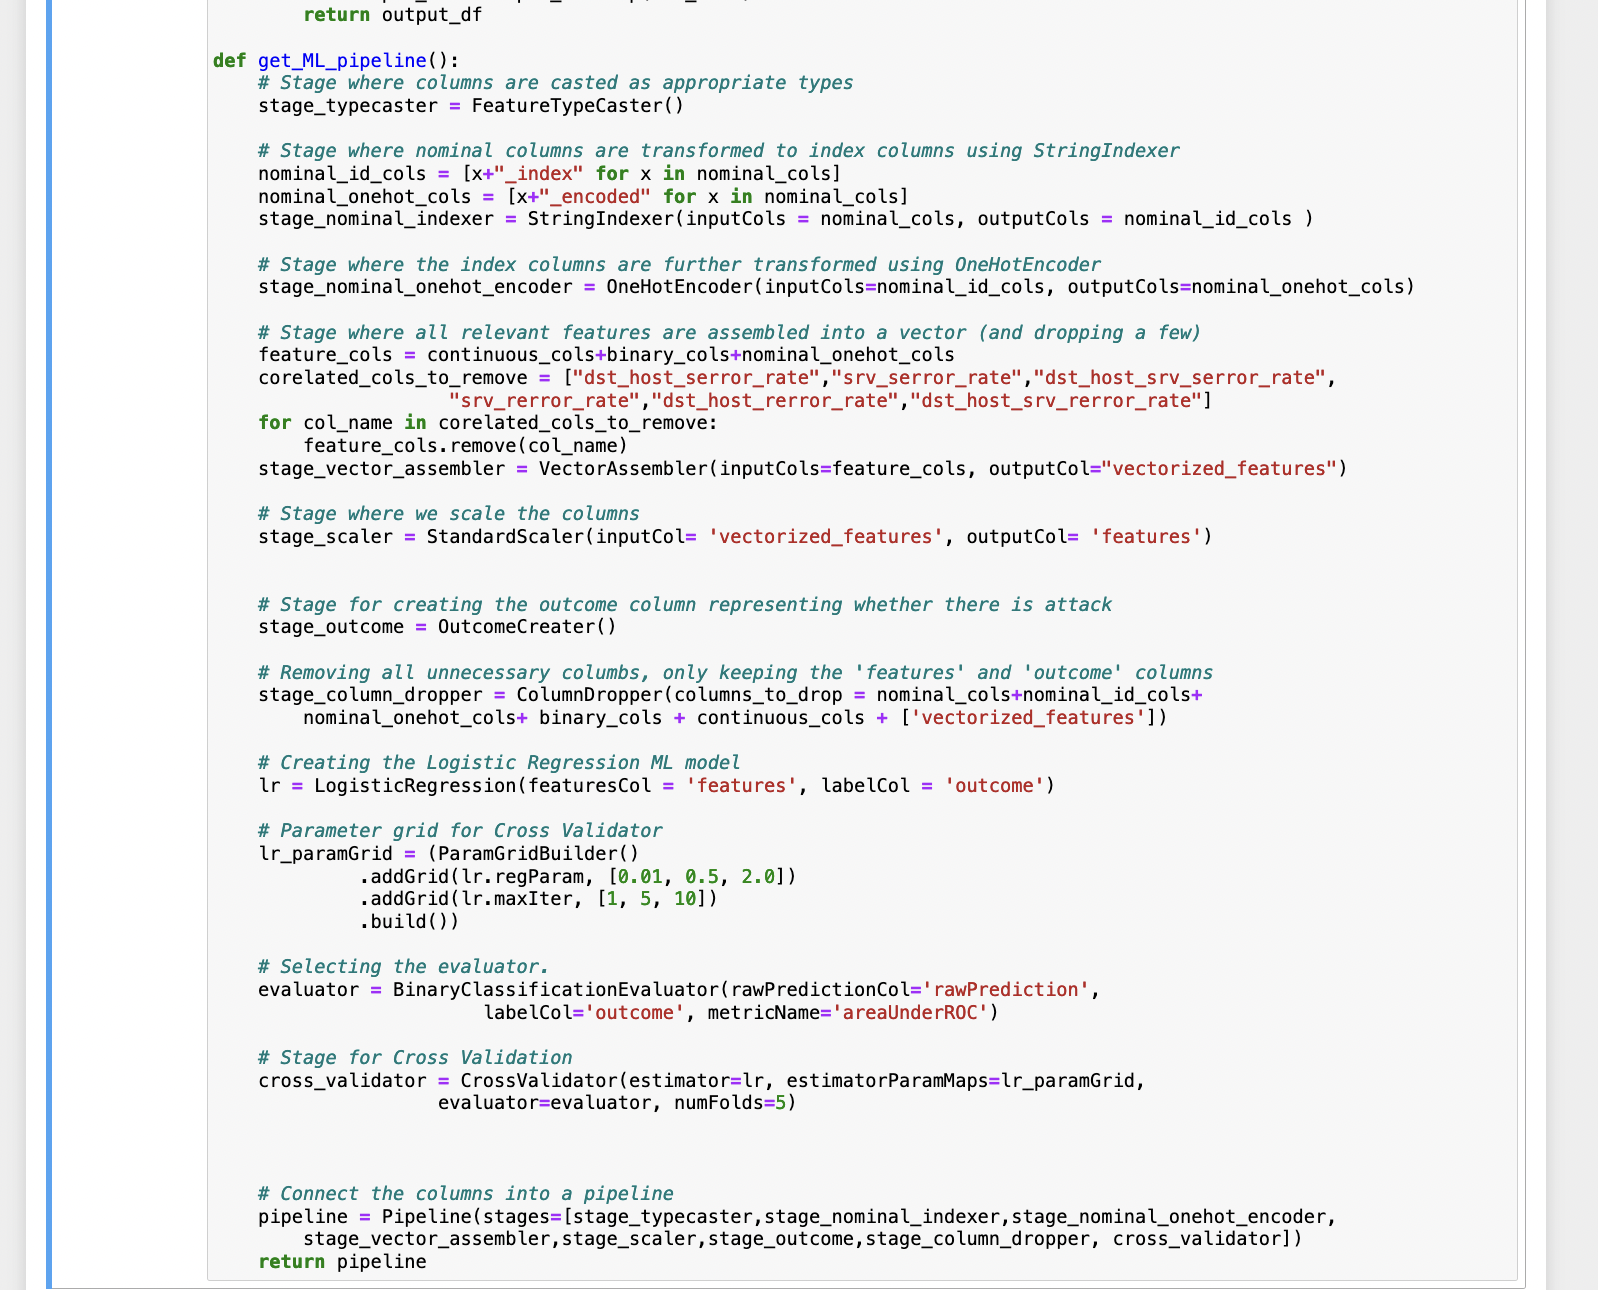 return output_df
def get_ML_pipeline():
# Stage where columns are casted as appropriate types
stage_typecaster = FeatureTypeCaster()
# Stage where nominal columns are transformed to index columns using StringIndexer
nominal_id_cols = [x+"_index" for x in nominal_cols]
nominal_onehot_cols = [x+"_encoded" for x in nominal_cols]
stage_nominal_indexer = StringIndexer(inputCols = nominal_cols, outputCols = nominal_id_cols )
# Stage where the index columns are further transformed using OneHotEncoder
stage_nominal_onehot_encoder = OneHotEncoder(inputCols=nominal_id_cols, outputCols=nominal_onehot_cols)
# Stage where all relevant features are assembled into a vector (and dropping a few)
feature_cols = continuous_cols+binary_cols+nominal_onehot_cols
corelated_cols_to_remove = ["dst_host_serror_rate","srv_serror_rate","dst_host_srv_serror_rate",
"srv_rerror_rate","dst_host_rerror_rate","dst_host_srv_rerror_rate"]
for col_name in corelated_cols_to_remove:
feature_cols.remove(col_name)
stage_vector_assembler = VectorAssembler(inputCols=feature_cols, outputCol="vectorized_features")
# Stage where we scale the columns
stage_scaler = StandardScaler(inputCol= 'vectorized_features', outputCol= 'features')
# Stage for creating the outcome column representing whether there is attack
stage_outcome = OutcomeCreater()
# Removing all unnecessary columbs, only keeping the 'features' and 'outcome' columns
stage_column_dropper = ColumnDropper(columns_to_drop = nominal_cols+nominal_id_cols+
nominal_onehot_cols+ binary_cols + continuous_cols + ['vectorized_features'])
# Creating the Logistic Regression ML model
lr = LogisticRegression(featuresCol = 'features', labelCol = 'outcome')
# Parameter grid for Cross Validator
lr_paramGrid = (ParamGridBuilder()
.addGrid(lr.regParam, [0.01, 0.5, 2.0])
.addGrid(lr.maxIter, [1, 5, 10])
.build())
# Selecting the evaluator.
evaluator = BinaryClassificationEvaluator(rawPredictionCol='rawPrediction',
labelCol='outcome', metricName='areaUnderROC')
# Stage for Cross Validation
cross_validator = CrossValidator(estimator=lr, estimatorParamMaps=lr_paramGrid,
evaluator=evaluator, numFolds=5)
# Connect the columns into a pipeline
pipeline = Pipeline(stages=[stage_typecaster,stage_nominal_indexer,stage_nominal_onehot_encoder,
stage_vector_assembler,stage_scaler,stage_outcome,stage_column_dropper, cross_validator])
return pipeline